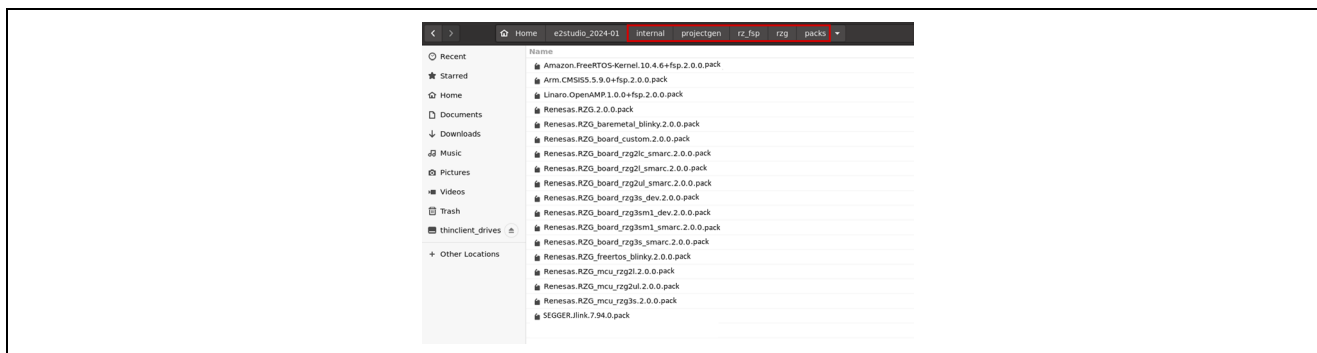 Home e2studio_2024-01 internal projectgen rz_fsp rzg packs
Recent
Starred
Home
Documents
Downloads
Music
Pictures
Videos
Trash
thinclient_drives
+ Other Locations
Name
Amazon.FreeRTOS-Kernel.10.4.6+fsp.2.0.0.pack
Arm.CMSIS5.5.9.0+fsp.2.0.0.pack
Linaro.OpenAMP.1.0.0+fsp.2.0.0.pack
Renesas.RZG.2.0.0.pack
Renesas.RZG_baremetal_blinky.2.0.0.pack
Renesas.RZG_board_custom.2.0.0.pack
Renesas.RZG_board_rzg2lc_smarc.2.0.0.pack
Renesas.RZG_board_rzg2l_smarc.2.0.0.pack
Renesas.RZG_board_rzg2ul_smarc.2.0.0.pack
Renesas.RZG_board_rzg3s_dev.2.0.0.pack
Renesas.RZG_board_rzg3sm1_dev.2.0.0.pack
Renesas.RZG_board_rzg3sm1_smarc.2.0.0.pack
Renesas.RZG_board_rzg3s_smarc.2.0.0.pack
Renesas.RZG_freertos_blinky.2.0.0.pack
Renesas.RZG_mcu_rzg2l.2.0.0.pack
Renesas.RZG_mcu_rzg2ul.2.0.0.pack
Renesas.RZG_mcu_rzg3s.2.0.0.pack
SEGGER.Jlink.7.94.0.pack